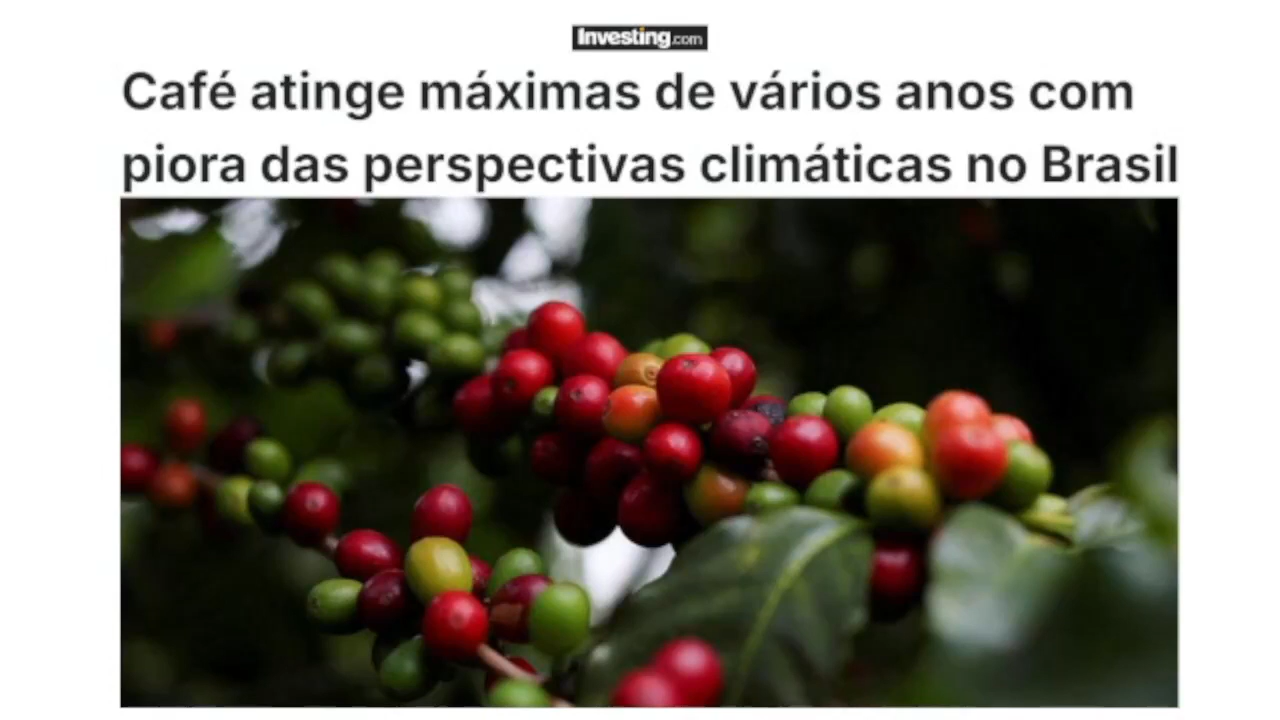 Investing.com
Café atinge máximas de vários anos com
piora das perspectivas climáticas no Brasil